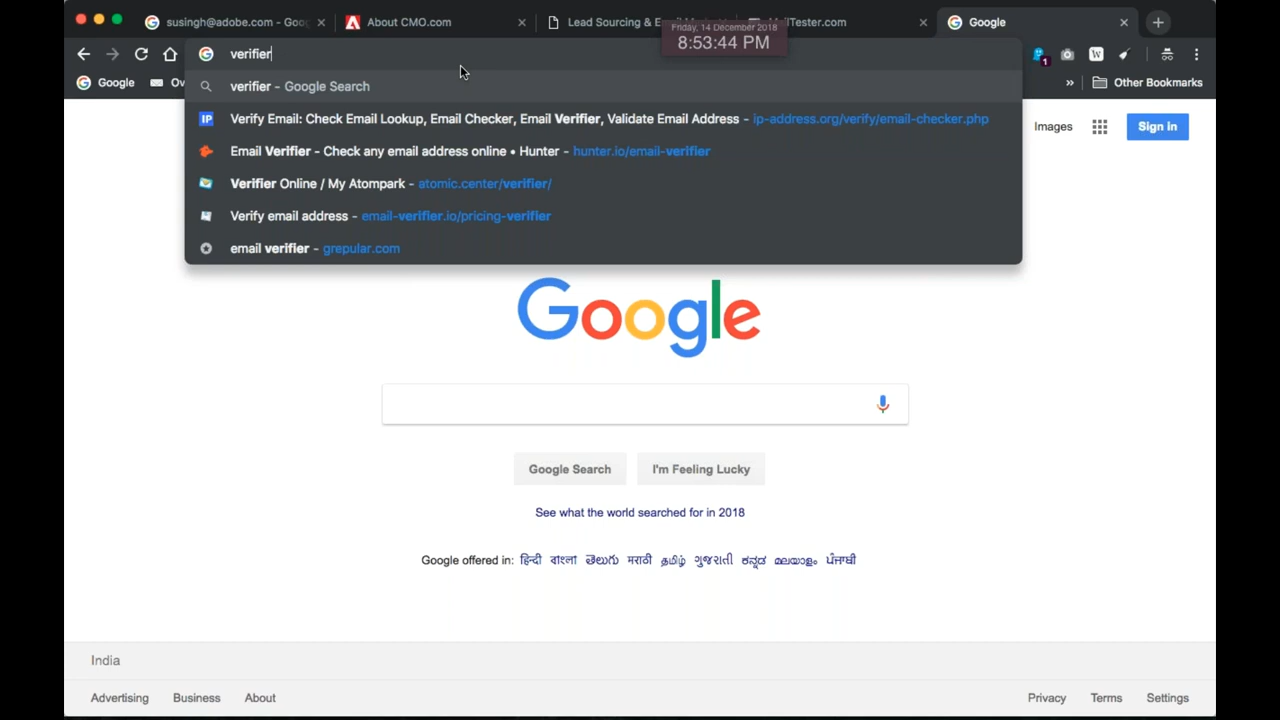 susingh@adobe.com - Goo
About CMO.com
Lead Sourcing & E
MailTester.com
Google
Friday, 14 December 2018
8:53:44 PM
verifier
1
W
Google
Ov
»
Other Bookmarks
verifier – Google Search
IP Verify Email: Check Email Lookup, Email Checker, Email Verifier, Validate Email Address – ip-address.org/verify/email-checker.php
Email Verifier – Check any email address online • Hunter – hunter.io/email-verifier
Verifier Online / My Atompark – atomic.center/verifier/
Verify email address – email-verifier.io/pricing-verifier
email verifier – grepular.com
Images
Sign in
Google
Google Search
I'm Feeling Lucky
See what the world searched for in 2018
Google offered in: हिन्दी বাংলা తెలుగు मराठी தமிழ் ગુજરાતી ಕನ್ನಡ മലയാളം ਪੰਜਾਬੀ
India
Advertising
Business
About
Privacy
Terms
Settings